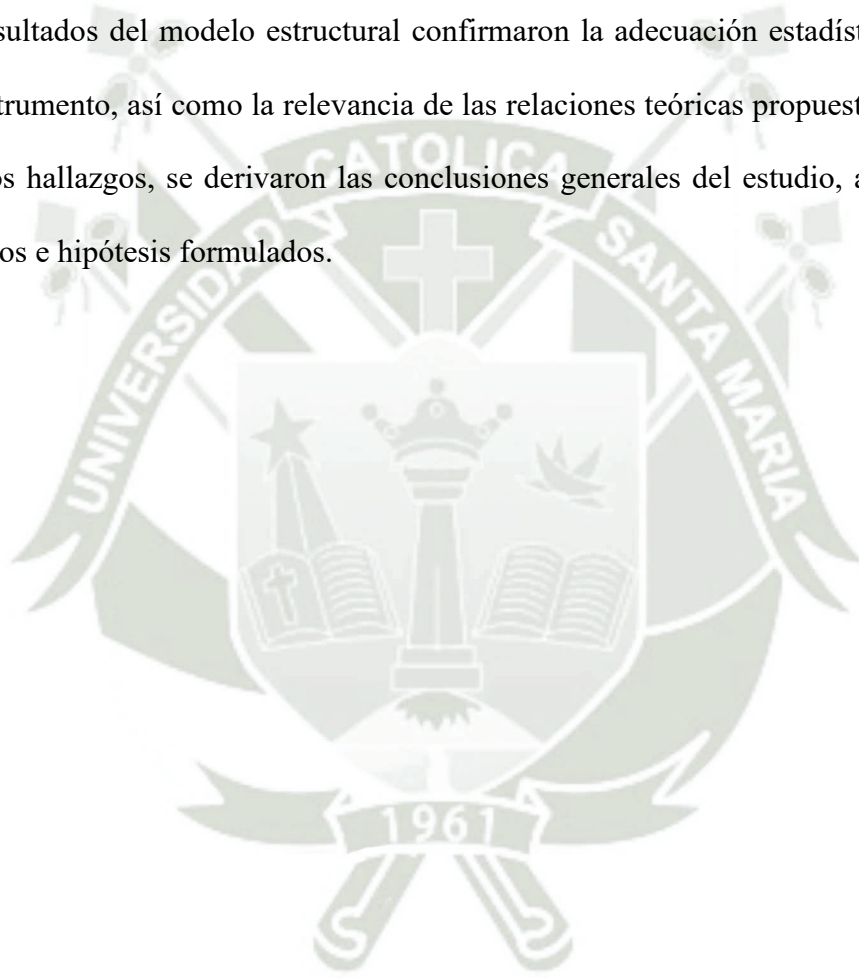 sultados del modelo estructural confirmaron la adecuación estadíst
trumento, así como la relevancia de las relaciones teóricas propuest
os hallazgos, se derivaron las conclusiones generales del estudio, a
os e hipótesis formulados.
UNIVERSIDAD CATOLICA SANTA MARIA
1961